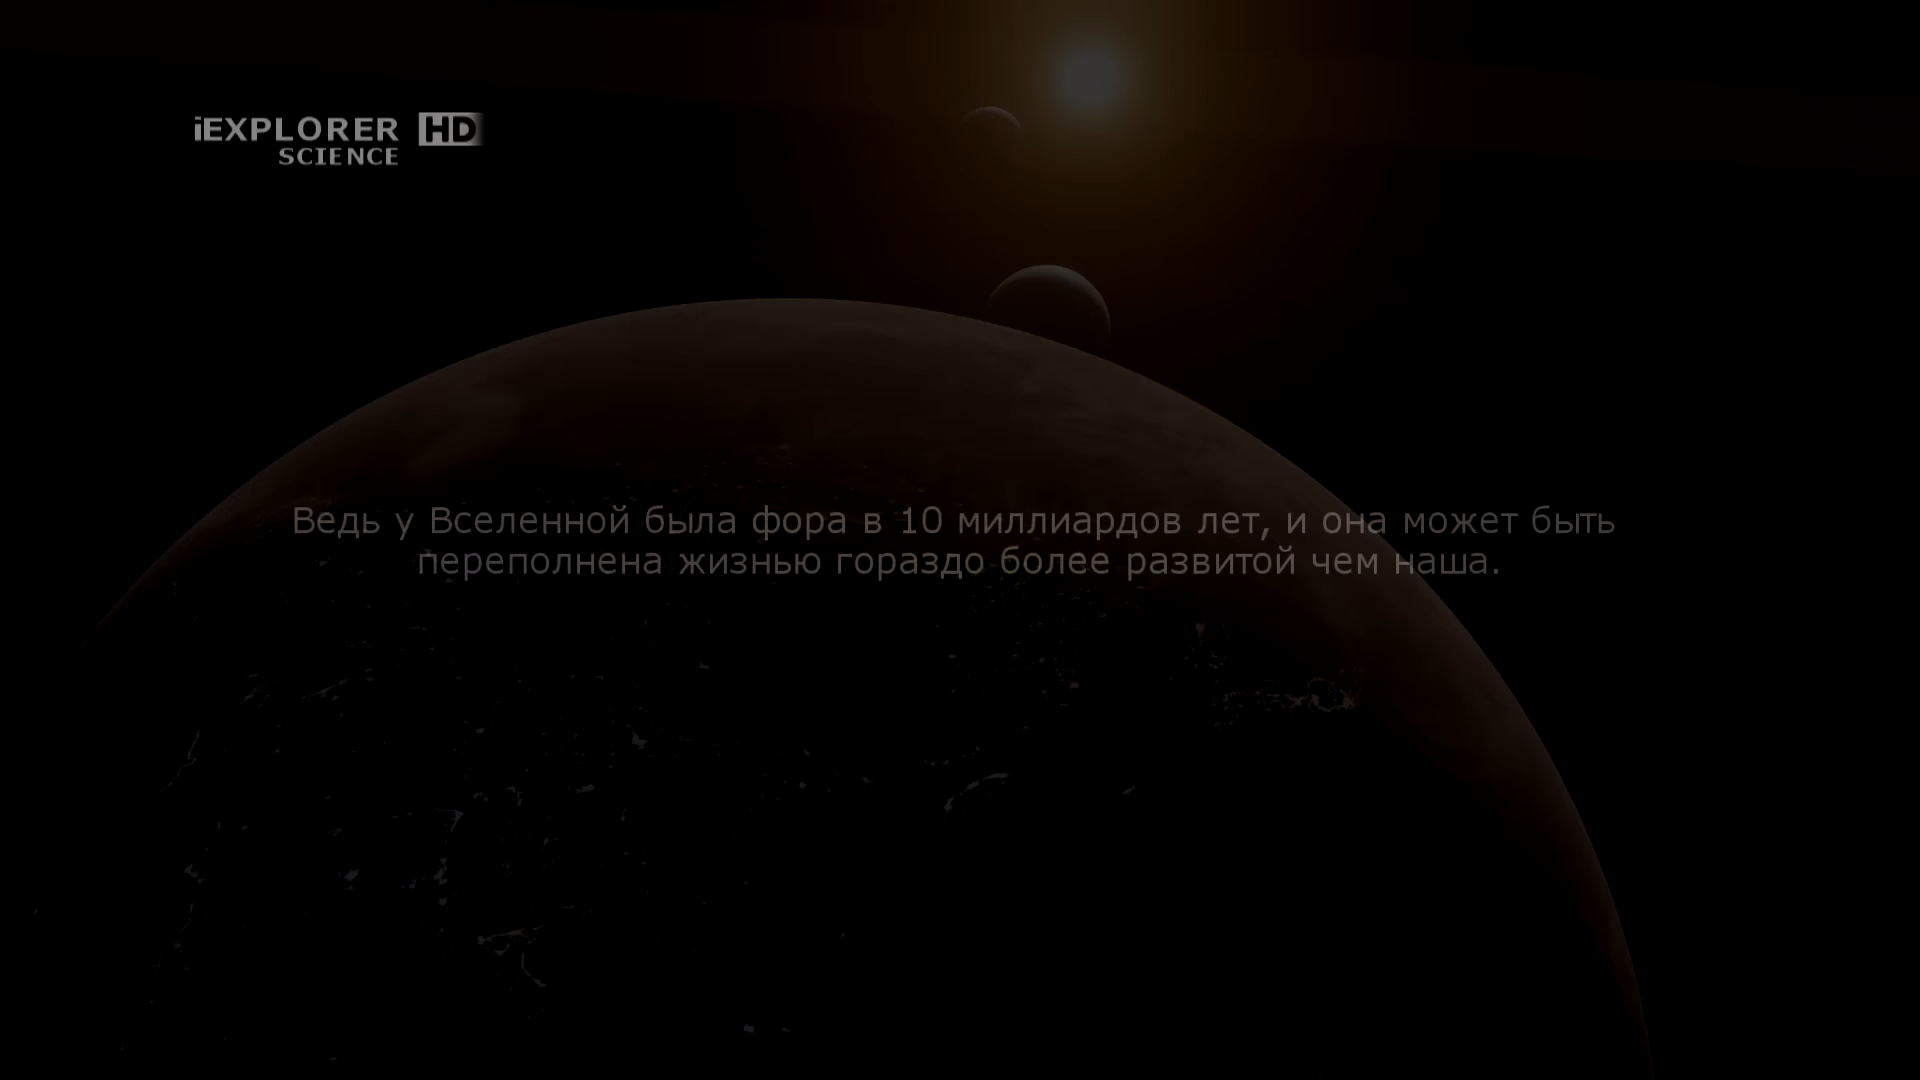 iEXPLORER HD
SCIENCE
Ведь у Вселенной была фора в 10 миллиардов лет, и она может быть
переполнена жизнью гораздо более развитой чем наша.